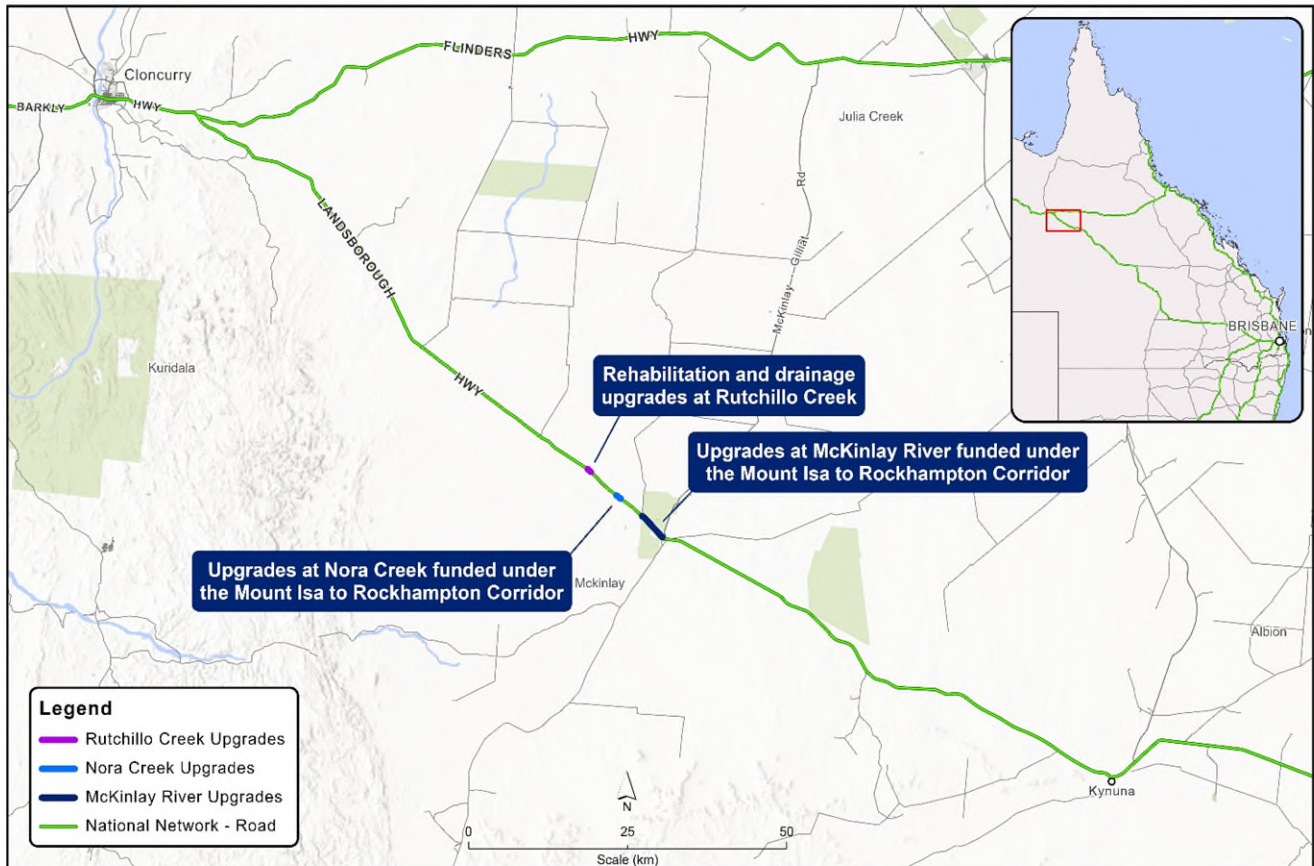 FLINDERS
HWY
Cloncurry
BARKLY
HWY
Julia Creek
McKinlay Gilliat Rd
LANDSBOROUGH
HWY
Kuridala
BRISBANE
Rehabilitation and drainage
upgrades at Rutchillo Creek
Upgrades at McKinlay River funded under
the Mount Isa to Rockhampton Corridor
Upgrades at Nora Creek funded under
the Mount Isa to Rockhampton Corridor
Mckinlay
Albion
Kynuna
Legend
Rutchillo Creek Upgrades
Nora Creek Upgrades
McKinlay River Upgrades
National Network - Road
N
0 25 50
Scale (km)